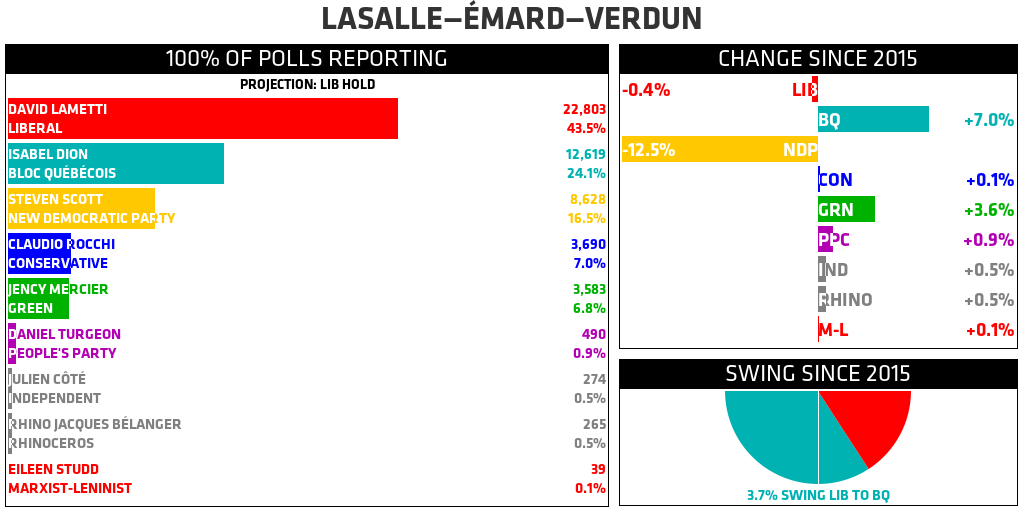 LASALLE–ÉMARD–VERDUN
100% OF POLLS REPORTING
PROJECTION: LIB HOLD
DAVID LAMETTI 22,803
LIBERAL 43.5%
ISABEL DION 12,619
BLOC QUÉBÉCOIS 24.1%
STEVEN SCOTT 8,628
NEW DEMOCRATIC PARTY 16.5%
CLAUDIO ROCCHI 3,690
CONSERVATIVE 7.0%
JENCY MERCIER 3,583
GREEN 6.8%
DANIEL TURGEON 490
PEOPLE'S PARTY 0.9%
JULIEN CÔTÉ 274
INDEPENDENT 0.5%
RHINO JACQUES BÉLANGER 265
RHINOCEROS 0.5%
EILEEN STUDD 39
MARXIST-LENINIST 0.1%
CHANGE SINCE 2015
-0.4% LIB
BQ +7.0%
-12.5% NDP
CON +0.1%
GRN +3.6%
PPC +0.9%
IND +0.5%
RHINO +0.5%
M-L +0.1%
SWING SINCE 2015
3.7% SWING LIB TO BQ